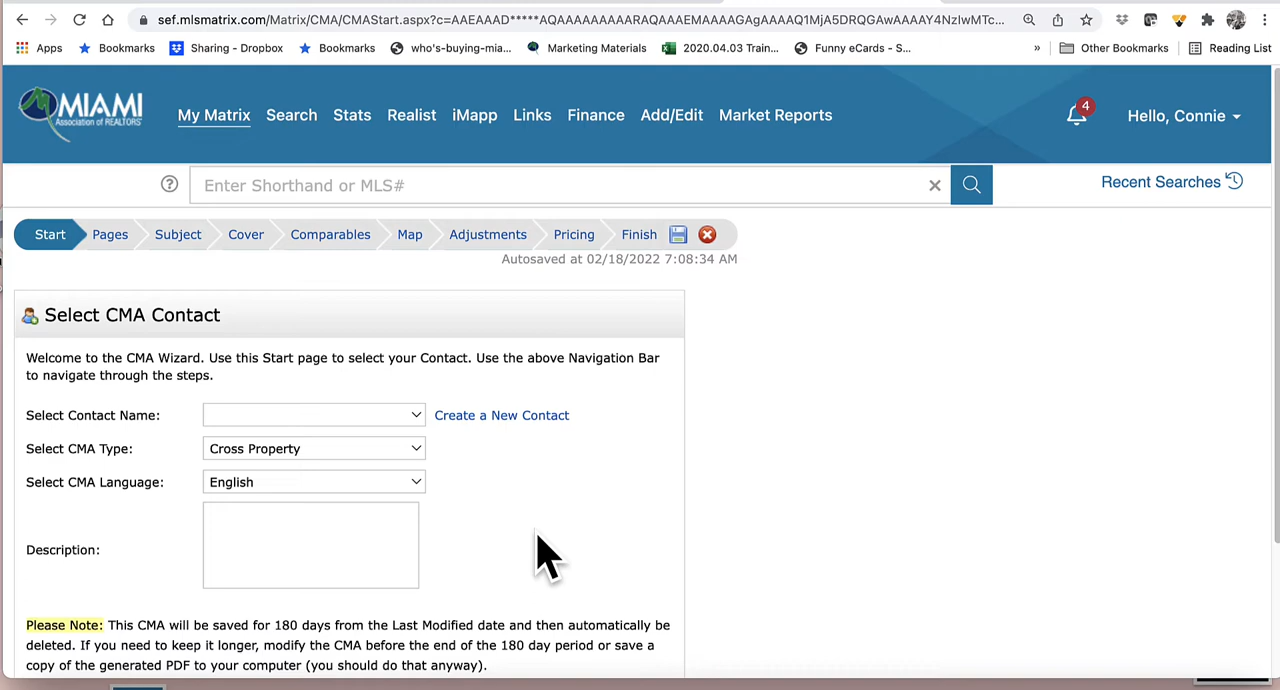 sef.mlsmatrix.com/Matrix/CMA/CMAStart.aspx?c=AAEAAAD*****AQAAAAAAAAARAQAAAEMAAAAGAgAAAAQ1MjA5DRQGAwAAAAY4NzIwMTc...
Apps Bookmarks Sharing - Dropbox Bookmarks who's-buying-mia... Marketing Materials 2020.04.03 Train... Funny eCards - S... » Other Bookmarks Reading List
MIAMI
Association of REALTORS®
My Matrix Search Stats Realist iMapp Links Finance Add/Edit Market Reports 4 Hello, Connie
Enter Shorthand or MLS# Recent Searches
Start Pages Subject Cover Comparables Map Adjustments Pricing Finish
Autosaved at 02/18/2022 7:08:34 AM
Select CMA Contact
Welcome to the CMA Wizard. Use this Start page to select your Contact. Use the above Navigation Bar
to navigate through the steps.
Select Contact Name: Create a New Contact
Select CMA Type: Cross Property
Select CMA Language: English
Description:
Please Note: This CMA will be saved for 180 days from the Last Modified date and then automatically be
deleted. If you need to keep it longer, modify the CMA before the end of the 180 day period or save a
copy of the generated PDF to your computer (you should do that anyway).